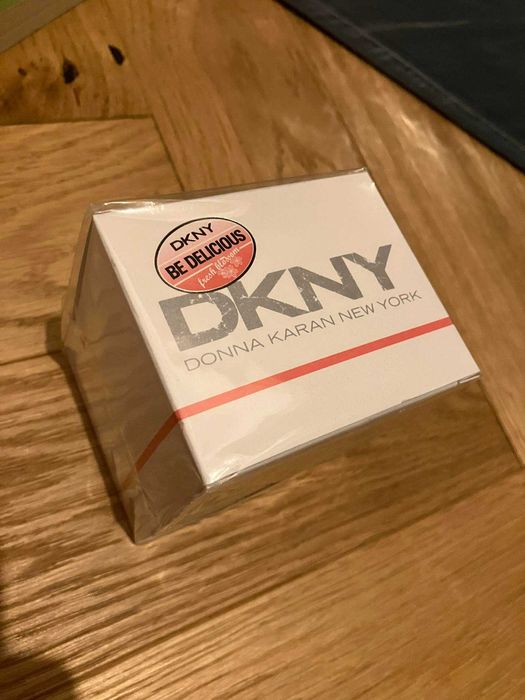 DKNY
BE DELICIOUS
fresh blossom
DKNY
DONNA KARAN NEW YORK